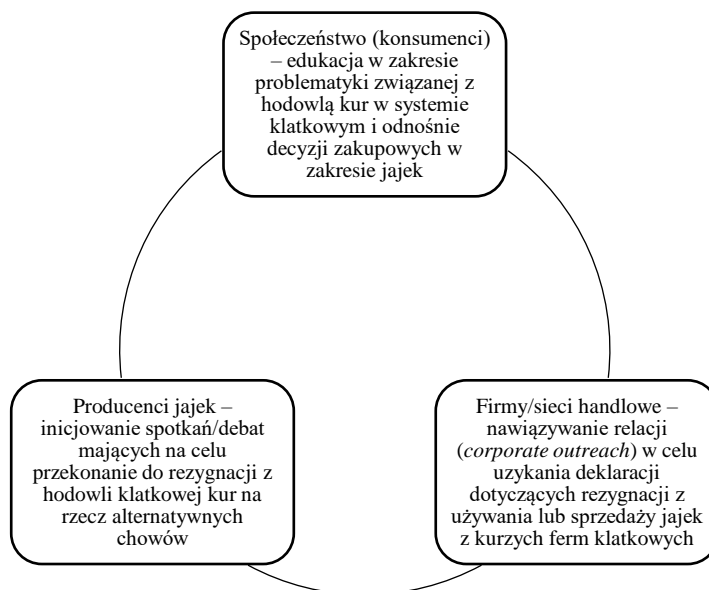 Społeczeństwo (konsumenci)
– edukacja w zakresie
problematyki związanej z
hodowlą kur w systemie
klatkowym i odnośnie
decyzji zakupowych w
zakresie jajek
Producenci jajek –
inicjowanie spotkań/debat
mających na celu
przekonanie do rezygnacji z
hodowli klatkowej kur na
rzecz alternatywnych
chowów
Firmy/sieci handlowe –
nawiązywanie relacji
(corporate outreach) w celu
uzykania deklaracji
dotyczących rezygnacji z
używania lub sprzedaży jajek
z kurzych ferm klatkowych